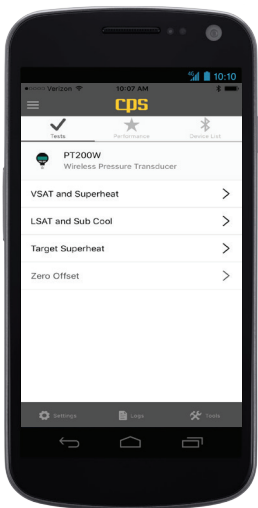 4G 10:10
Verizon 10:07 AM
CPS
Tests Performance Device List
PT200W
Wireless Pressure Transducer
VSAT and Superheat
LSAT and Sub Cool
Target Superheat
Zero Offset
Settings Logs Tools